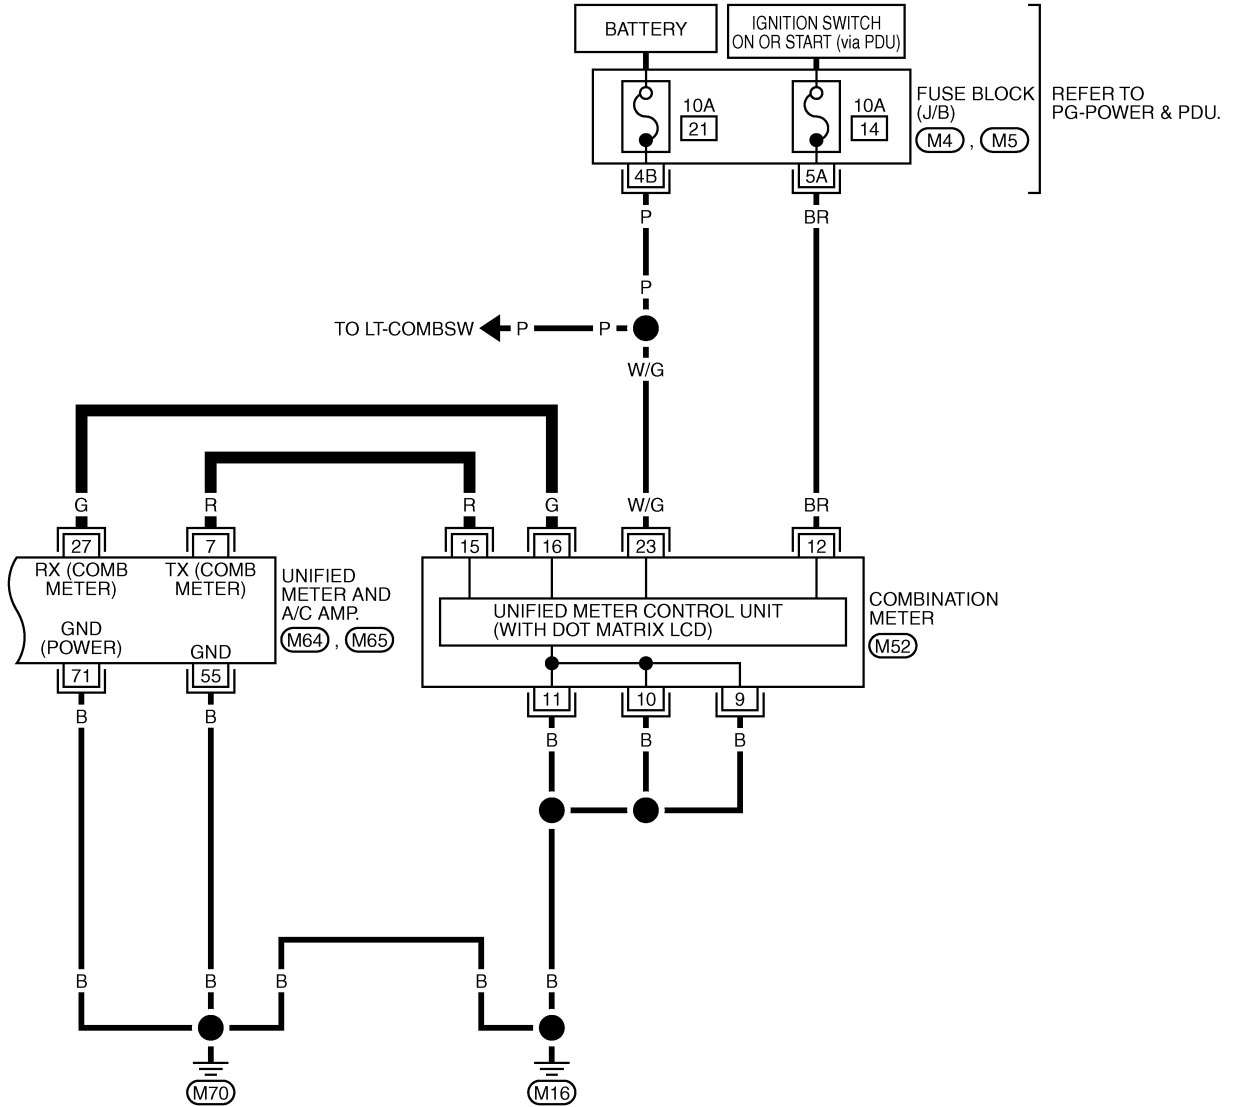 BATTERY
IGNITION SWITCH
ON OR START (via PDU)
10A
21
10A
14
FUSE BLOCK
(J/B)
M4 , M5
REFER TO
PG-POWER & PDU.
4B
5A
P
BR
P
TO LT-COMBSW
P
P
W/G
G
R
R
G
W/G
BR
27
7
15
16
23
12
RX (COMB
METER)
TX (COMB
METER)
GND
(POWER)
GND
UNIFIED
METER AND
A/C AMP.
M64 , M65
UNIFIED METER CONTROL UNIT
(WITH DOT MATRIX LCD)
COMBINATION
METER
M52
71
55
11
10
9
B
B
B
B
B
B
B
B
B
B
M70
M16